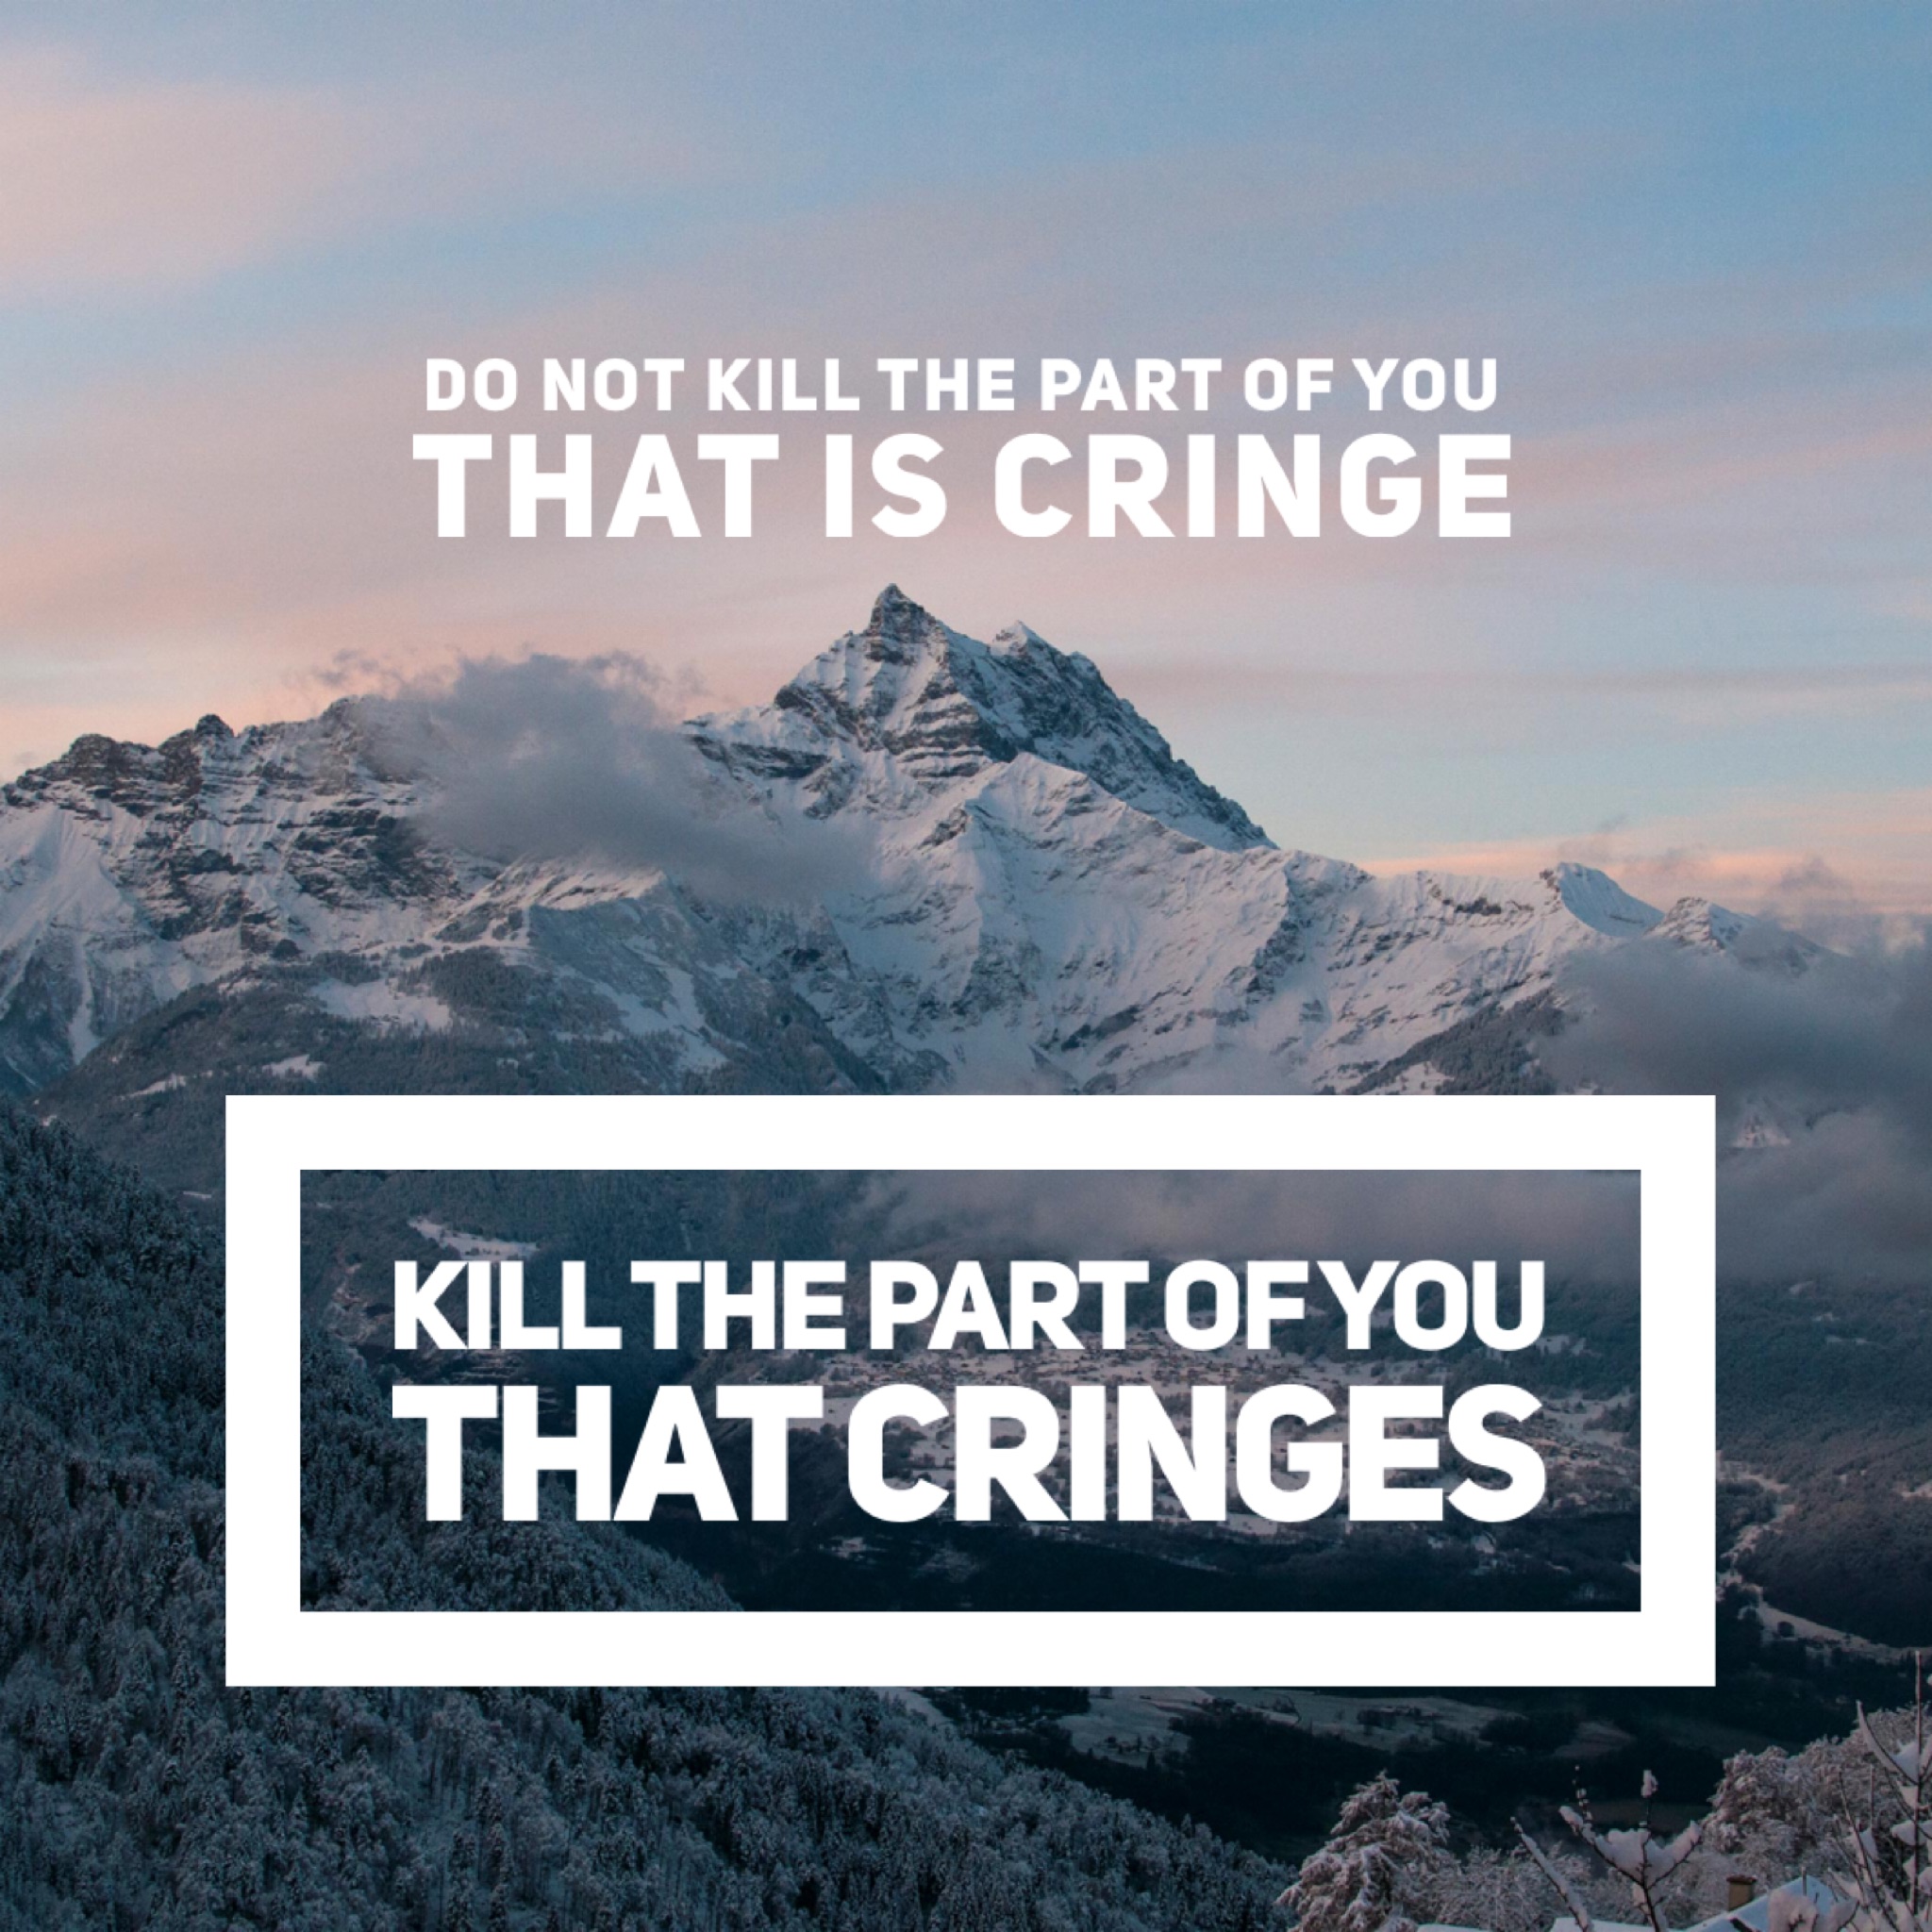 DO NOT KILL THE PART OF YOU
THAT IS CRINGE
KILL THE PART OF YOU
THAT CRINGES